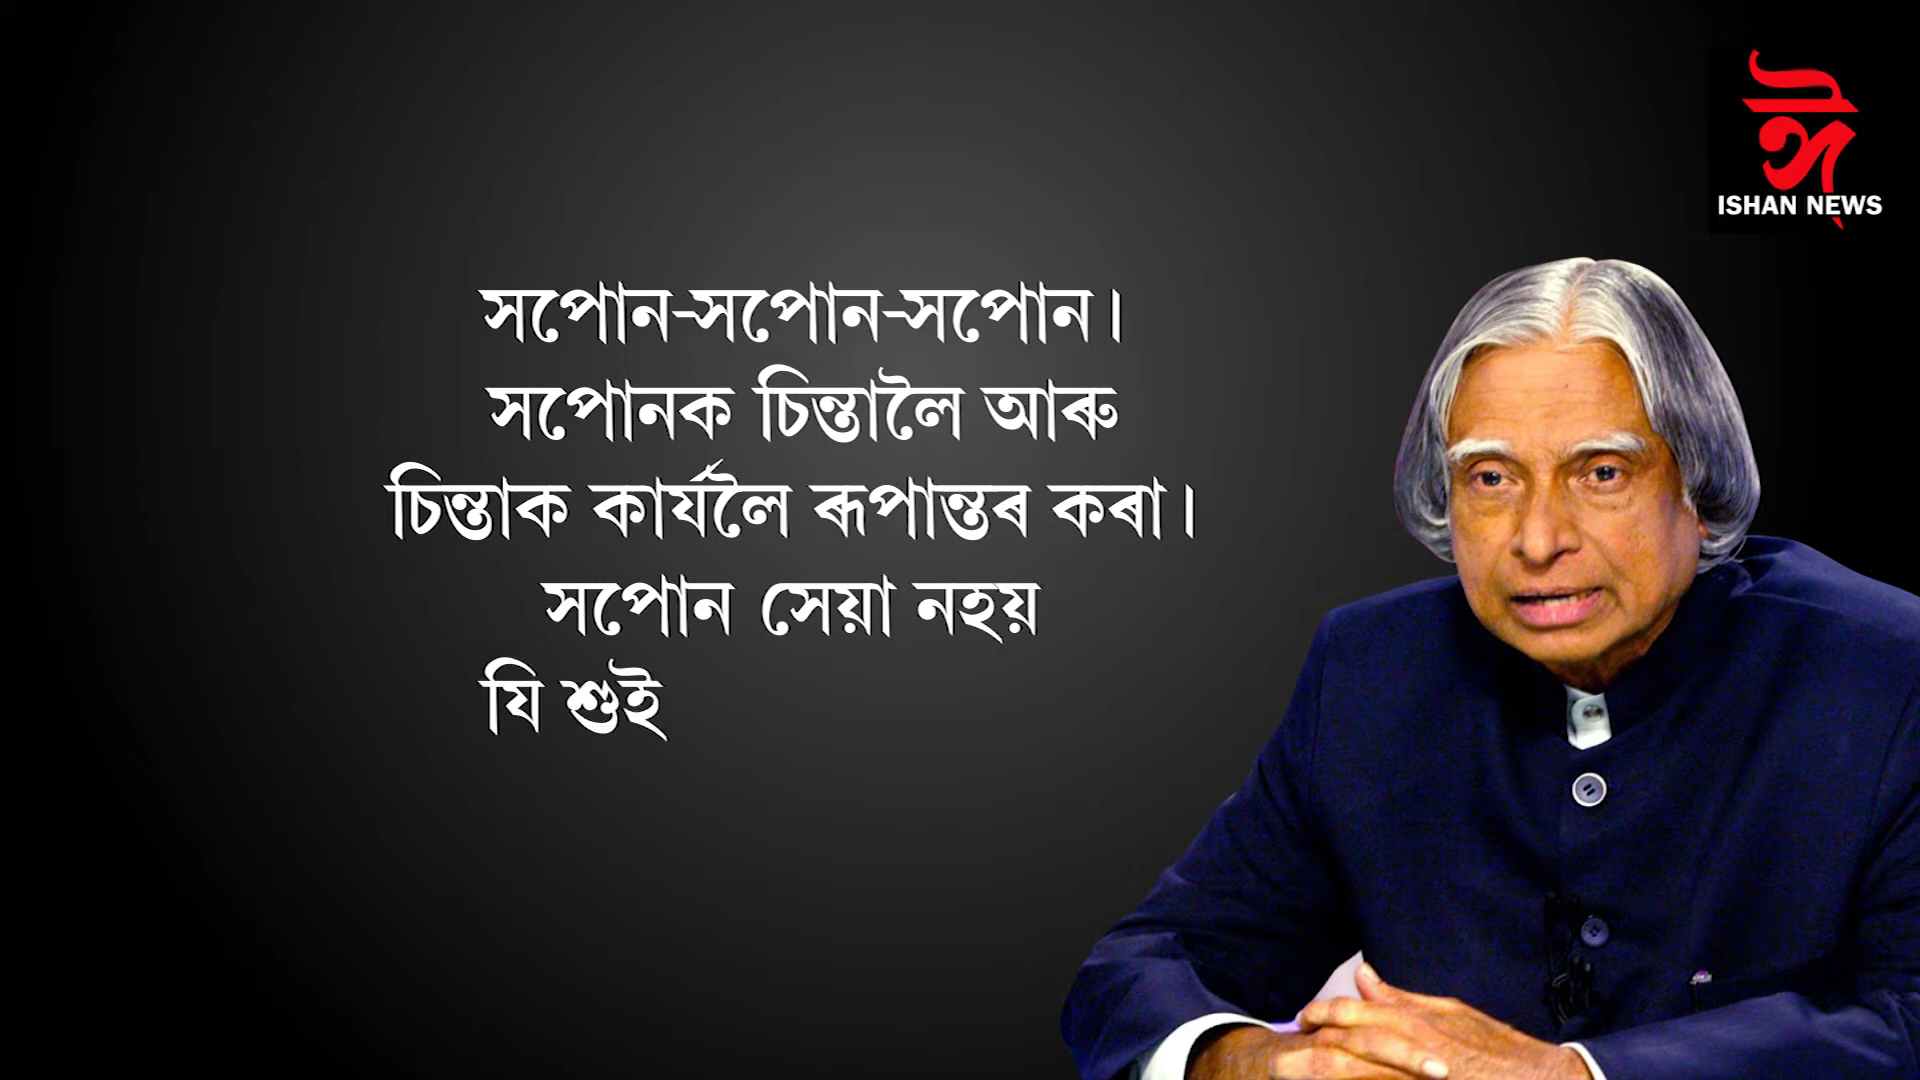 ISHAN NEWS
সপোন-সপোন-সপোন।
সপোনক চিন্তালৈ আৰু
চিন্তাক কাৰ্যলৈ ৰূপান্তৰ কৰা।
সপোন সেয়া নহয়
যি শুই